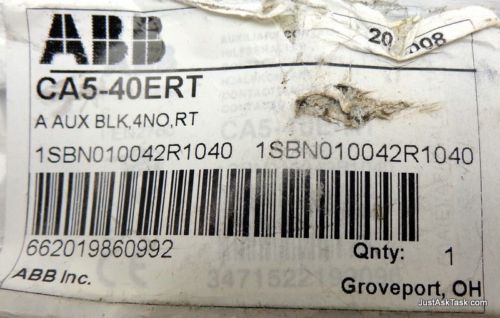 ABB
CA5-40ERT
A AUX BLK,4NO,RT
1SBN010042R1040 1SBN010042R1040
662019860992
Qnty: 1
ABB Inc.
Groveport, OH
JustAskTask.com